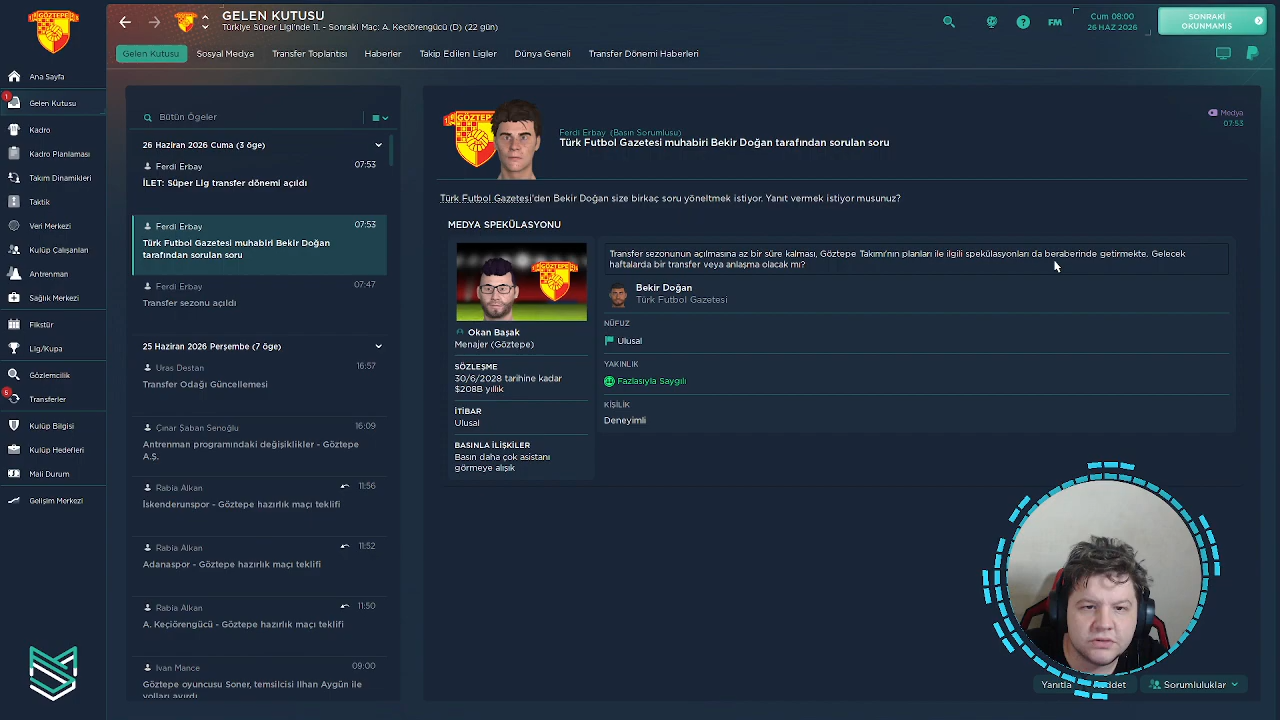 GÖZTEPE
GELEN KUTUSU
Türkiye Süper Ligi'nde 11. - Sonraki Maç: A. Keçiörengücü (D) (22 gün)
FM
Cum 08:00
26 HAZ 2026
SONRAKİ
OKUNMAMIŞ
Gelen Kutusu
Sosyal Medya
Transfer Toplantısı
Haberler
Takip Edilen Ligler
Dünya Geneli
Transfer Dönemi Haberleri
Ana Sayfa
1
Gelen Kutusu
Kadro
Kadro Planlaması
Takım Dinamikleri
Taktik
Veri Merkezi
Kulüp Çalışanları
Antrenman
Sağlık Merkezi
Fikstür
Lig/Kupa
Gözlemcilik
5
Transferler
Kulüp Bilgisi
Kulüp Hedefleri
Mali Durum
Gelişim Merkezi
Bütün Ögeler
26 Haziran 2026 Cuma (3 öge)
Ferdi Erbay
07:53
İLET: Süper Lig transfer dönemi açıldı
Ferdi Erbay
07:53
Türk Futbol Gazetesi muhabiri Bekir Doğan
tarafından sorulan soru
Ferdi Erbay
07:47
Transfer sezonu açıldı
25 Haziran 2026 Perşembe (7 öge)
Uras Destan
16:57
Transfer Odağı Güncellemesi
Çınar Şaban Şenoğlu
16:09
Antrenman programındaki değişiklikler - Göztepe
A.Ş.
Rabia Alkan
11:56
İskenderunspor - Göztepe hazırlık maçı teklifi
Rabia Alkan
11:52
Adanaspor - Göztepe hazırlık maçı teklifi
Rabia Alkan
11:50
A. Keçiörengücü - Göztepe hazırlık maçı teklifi
Ivan Mance
09:00
Göztepe oyuncusu Soner, temsilcisi İlhan Aygün ile
yolları ayırdı
GÖZTEPE
Ferdi Erbay (Basın Sorumlusu)
Türk Futbol Gazetesi muhabiri Bekir Doğan tarafından sorulan soru
Medya
07:53
Türk Futbol Gazetesi'den Bekir Doğan size birkaç soru yöneltmek istiyor. Yanıt vermek istiyor musunuz?
MEDYA SPEKÜLASYONU
GÖZTEPE
Okan Başak
Menajer (Göztepe)
SÖZLEŞME
30/6/2028 tarihine kadar
$208B yıllık
İTİBAR
Ulusal
BASINLA İLİŞKİLER
Basın daha çok asistanı
görmeye alışık
Transfer sezonunun açılmasına az bir süre kalması, Göztepe Takımı'nın planları ile ilgili spekülasyonları da beraberinde getirmekte. Gelecek
haftalarda bir transfer veya anlaşma olacak mı?
Bekir Doğan
Türk Futbol Gazetesi
NÜFUZ
Ulusal
YAKINLIK
Fazlasıyla Saygılı
KİŞİLİK
Deneyimli
Yanıtla
Sorumluluklar